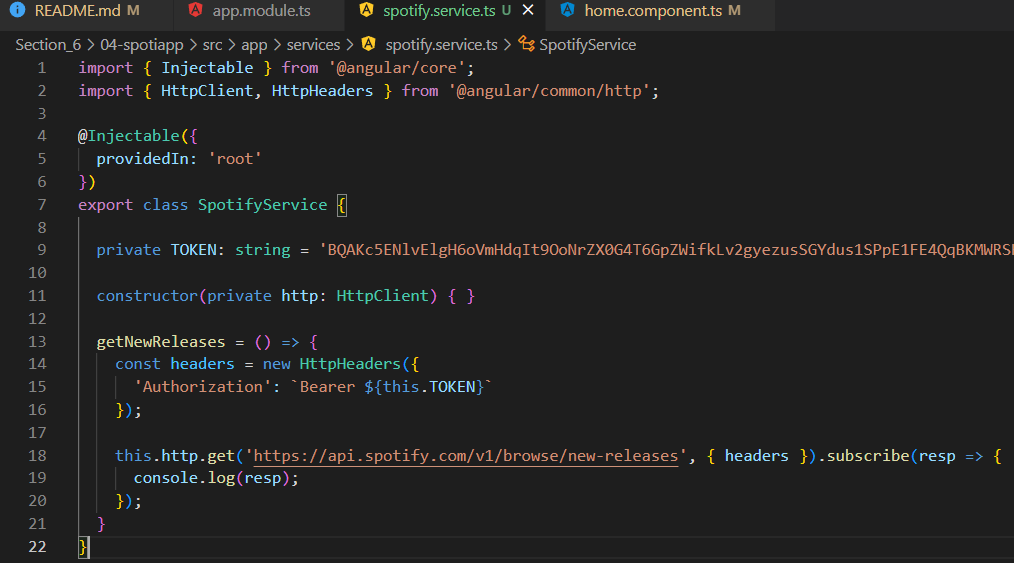 README.md M app.module.ts spotify.service.ts U home.component.ts M
Section_6 > 04-spotiapp > src > app > services > spotify.service.ts > SpotifyService
1 import { Injectable } from '@angular/core';
2 import { HttpClient, HttpHeaders } from '@angular/common/http';
3
4 @Injectable({
5 providedIn: 'root'
6 })
7 export class SpotifyService {
8
9 private TOKEN: string = 'BQAKc5ENlvElgH6oVmHdqIt9OoNrZX0G4T6GpZWifkLv2gyezusSGYdus1SPpE1FE4QqBKMWRS
10
11 constructor(private http: HttpClient) { }
12
13 getNewReleases = () => {
14 const headers = new HttpHeaders({
15 'Authorization': `Bearer ${this.TOKEN}`
16 });
17
18 this.http.get('https://api.spotify.com/v1/browse/new-releases', { headers }).subscribe(resp => {
19 console.log(resp);
20 });
21 }
22 }